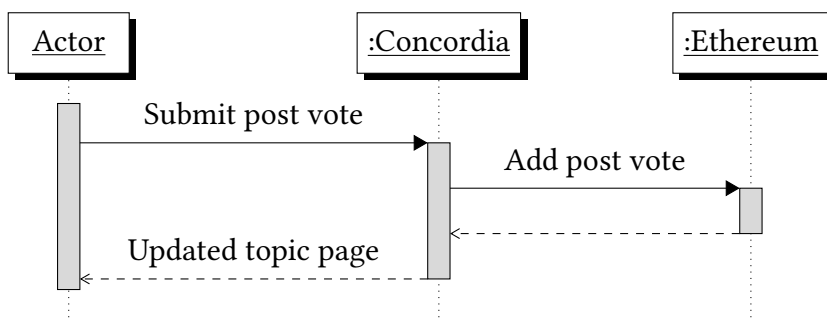 Actor
:Concordia
:Ethereum
Submit post vote
Add post vote
Updated topic page